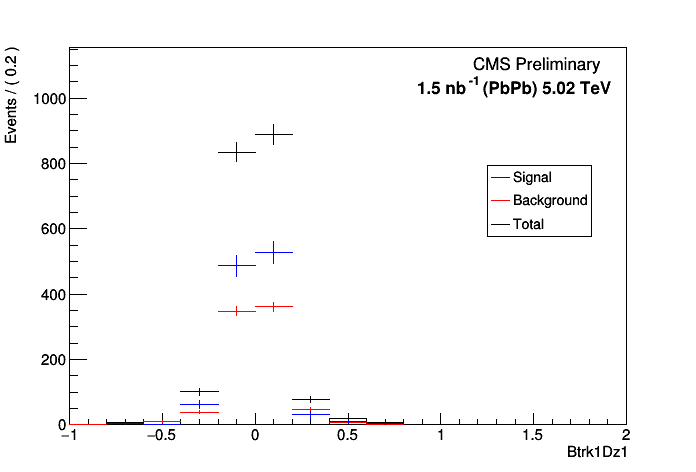 CMS Preliminary
1.5 nb-1 (PbPb) 5.02 TeV
Events / ( 0.2 )
1000
800
600
400
200
0
Signal
Background
Total
−1 −0.5 0 0.5 1 1.5 2
Btrk1Dz1